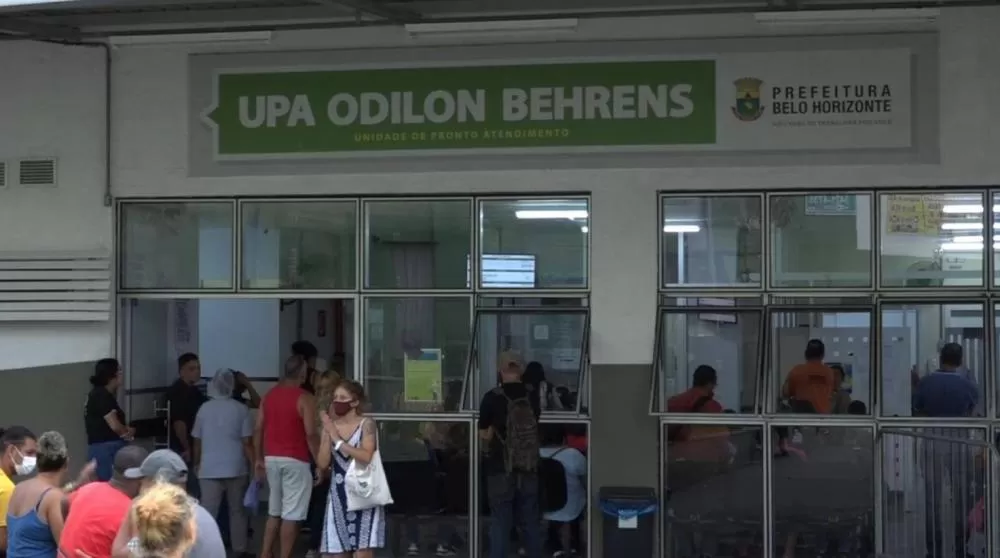 UPA ODILON BEHRENS
UNIDADE DE PRONTO ATENDIMENTO
PREFEITURA
BELO HORIZONTE